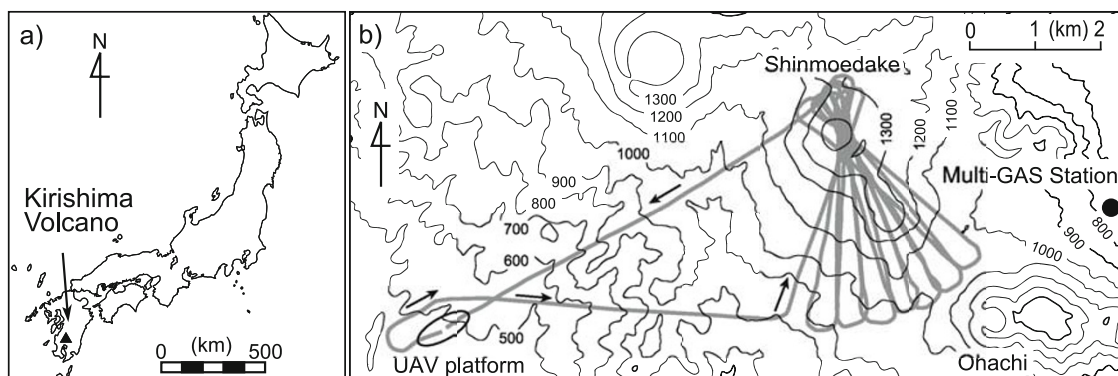 a)
N
Kirishima
Volcano
0 (km) 500
b)
N
0 1 (km) 2
Shinmoedake
1300
1200
1100
1000
900
800
700
600
500
1300
1200
1100
Multi-GAS Station
800
900
1000
UAV platform
Ohachi